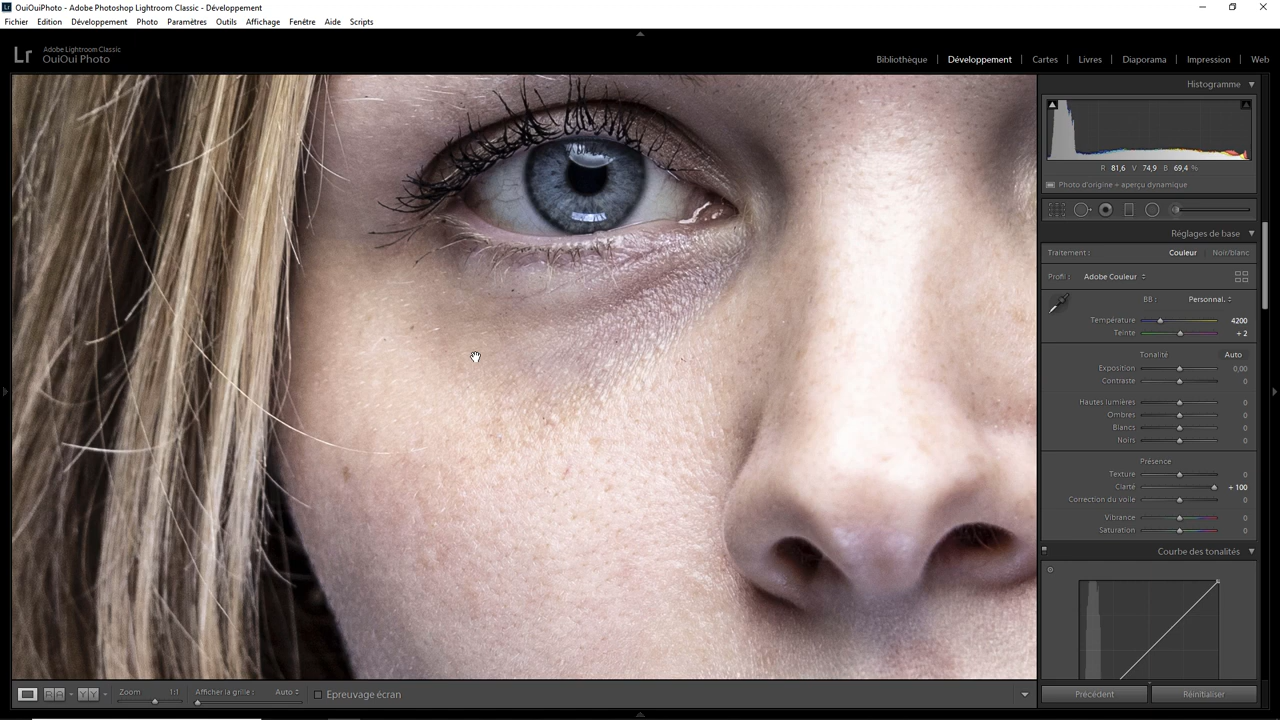 OuiOuiPhoto - Adobe Photoshop Lightroom Classic - Développement
Fichier Edition Développement Photo Paramètres Outils Affichage Fenêtre Aide Scripts
Lr Adobe Lightroom Classic
OuiOui Photo
Bibliothèque | Développement | Cartes | Livres | Diaporama | Impression | Web
Histogramme
R 81,6 V 74,9 B 69,4 %
Photo d'origine + aperçu dynamique
Réglages de base
Traitement : Couleur Noir/blanc
Profil : Adobe Couleur
BB : Personnal.
Température 4200
Teinte + 2
Tonalité Auto
Exposition 0,00
Contraste 0
Hautes lumières 0
Ombres 0
Blancs 0
Noirs 0
Présence
Texture 0
Clarté + 100
Correction du voile 0
Vibrance 0
Saturation 0
Courbe des tonalités
Zoom 1:1 Afficher la grille : Auto Epreuvage écran
Précédent Réinitialiser